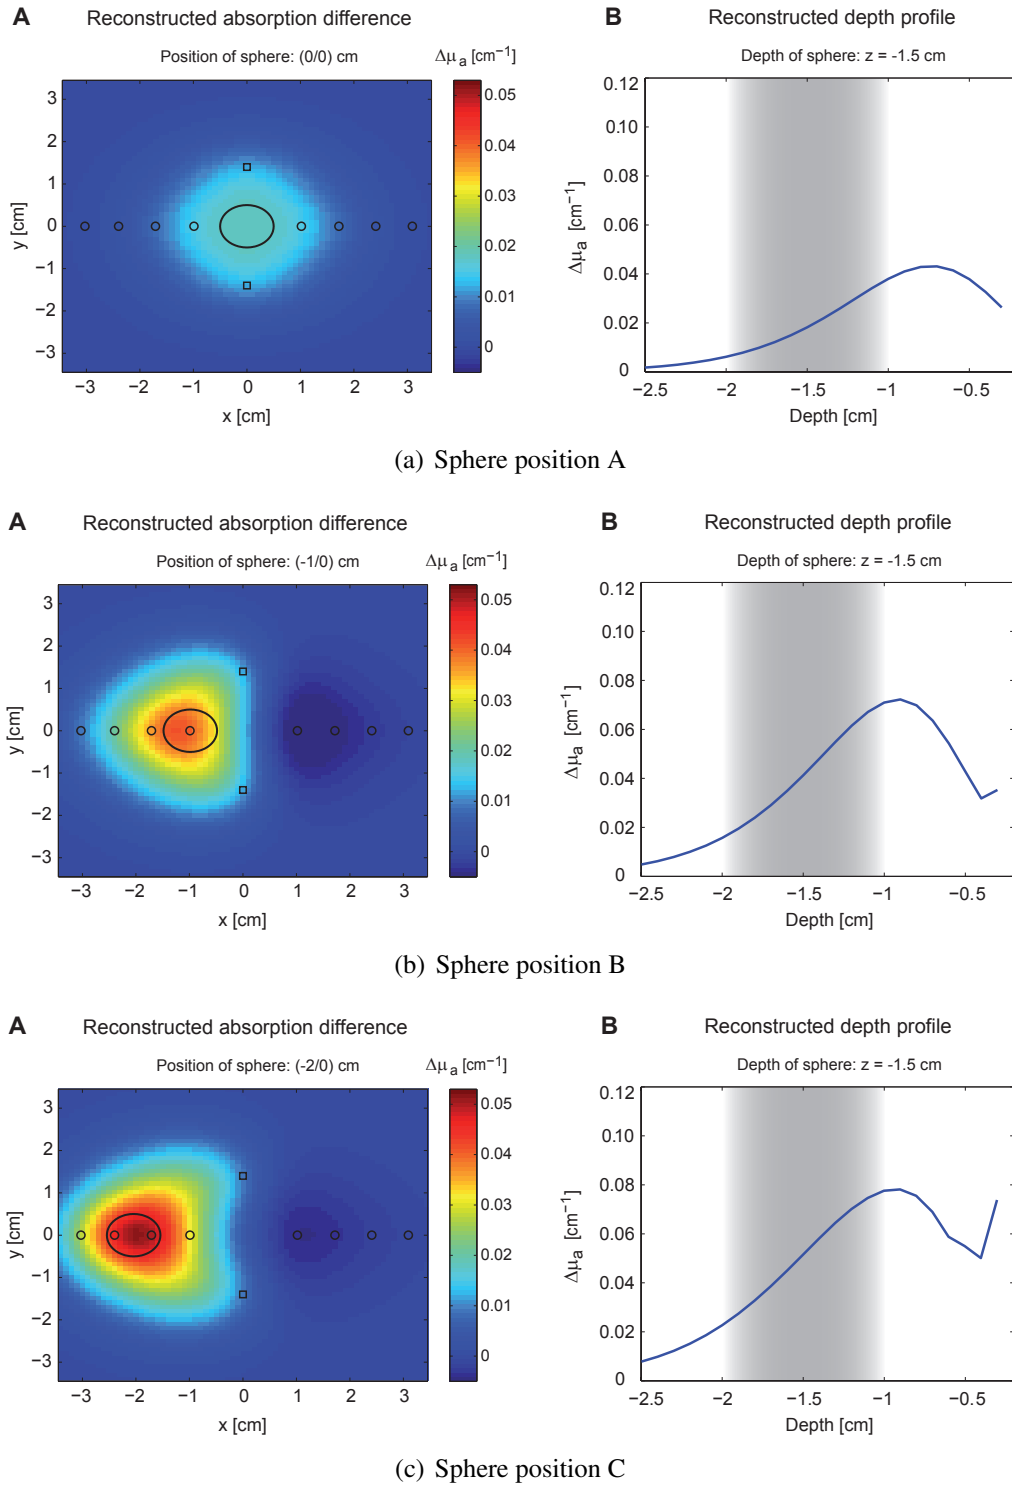 A Reconstructed absorption difference
Position of sphere: (0/0) cm
Δμa [cm−1]
3
2
1
0
−1
−2
−3
y [cm]
−3 −2 −1 0 1 2 3
x [cm]
0.05
0.04
0.03
0.02
0.01
0
B Reconstructed depth profile
Depth of sphere: z = -1.5 cm
0.12
0.10
0.08
0.06
0.04
0.02
0
Δμa [cm−1]
−2.5 −2 −1.5 −1 −0.5
Depth [cm]
(a) Sphere position A
A Reconstructed absorption difference
Position of sphere: (-1/0) cm
Δμa [cm−1]
3
2
1
0
−1
−2
−3
y [cm]
−3 −2 −1 0 1 2 3
x [cm]
0.05
0.04
0.03
0.02
0.01
0
B Reconstructed depth profile
Depth of sphere: z = -1.5 cm
0.12
0.10
0.08
0.06
0.04
0.02
0
Δμa [cm−1]
−2.5 −2 −1.5 −1 −0.5
Depth [cm]
(b) Sphere position B
A Reconstructed absorption difference
Position of sphere: (-2/0) cm
Δμa [cm−1]
3
2
1
0
−1
−2
−3
y [cm]
−3 −2 −1 0 1 2 3
x [cm]
0.05
0.04
0.03
0.02
0.01
0
B Reconstructed depth profile
Depth of sphere: z = -1.5 cm
0.12
0.10
0.08
0.06
0.04
0.02
0
Δμa [cm−1]
−2.5 −2 −1.5 −1 −0.5
Depth [cm]
(c) Sphere position C